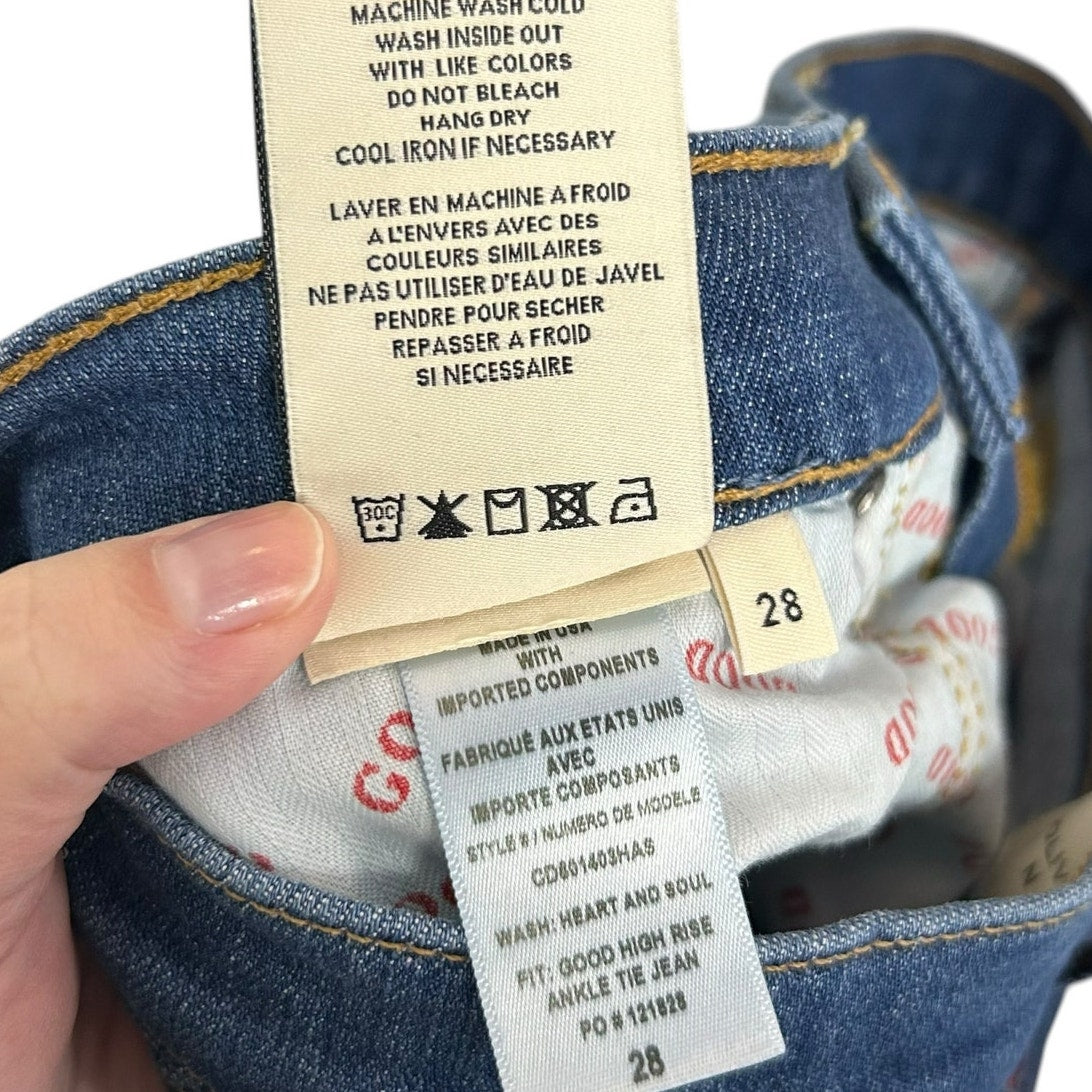 MACHINE WASH COLD
WASH INSIDE OUT
WITH LIKE COLORS
DO NOT BLEACH
HANG DRY
COOL IRON IF NECESSARY
LAVER EN MACHINE A FROID
A L'ENVERS AVEC DES
COULEURS SIMILAIRES
NE PAS UTILISER D'EAU DE JAVEL
PENDRE POUR SECHER
REPASSER A FROID
SI NECESSAIRE
30C
28
MADE IN USA
WITH
IMPORTED COMPONENTS
FABRIQUÉ AUX ETATS UNIS
AVEC
IMPORTE COMPOSANTS
STYLE # / NUMERO DE MODELE
CD801403HAS
WASH: HEART AND SOUL
FIT: GOOD HIGH RISE
ANKLE TIE JEAN
PO # 121828
28
GOOD